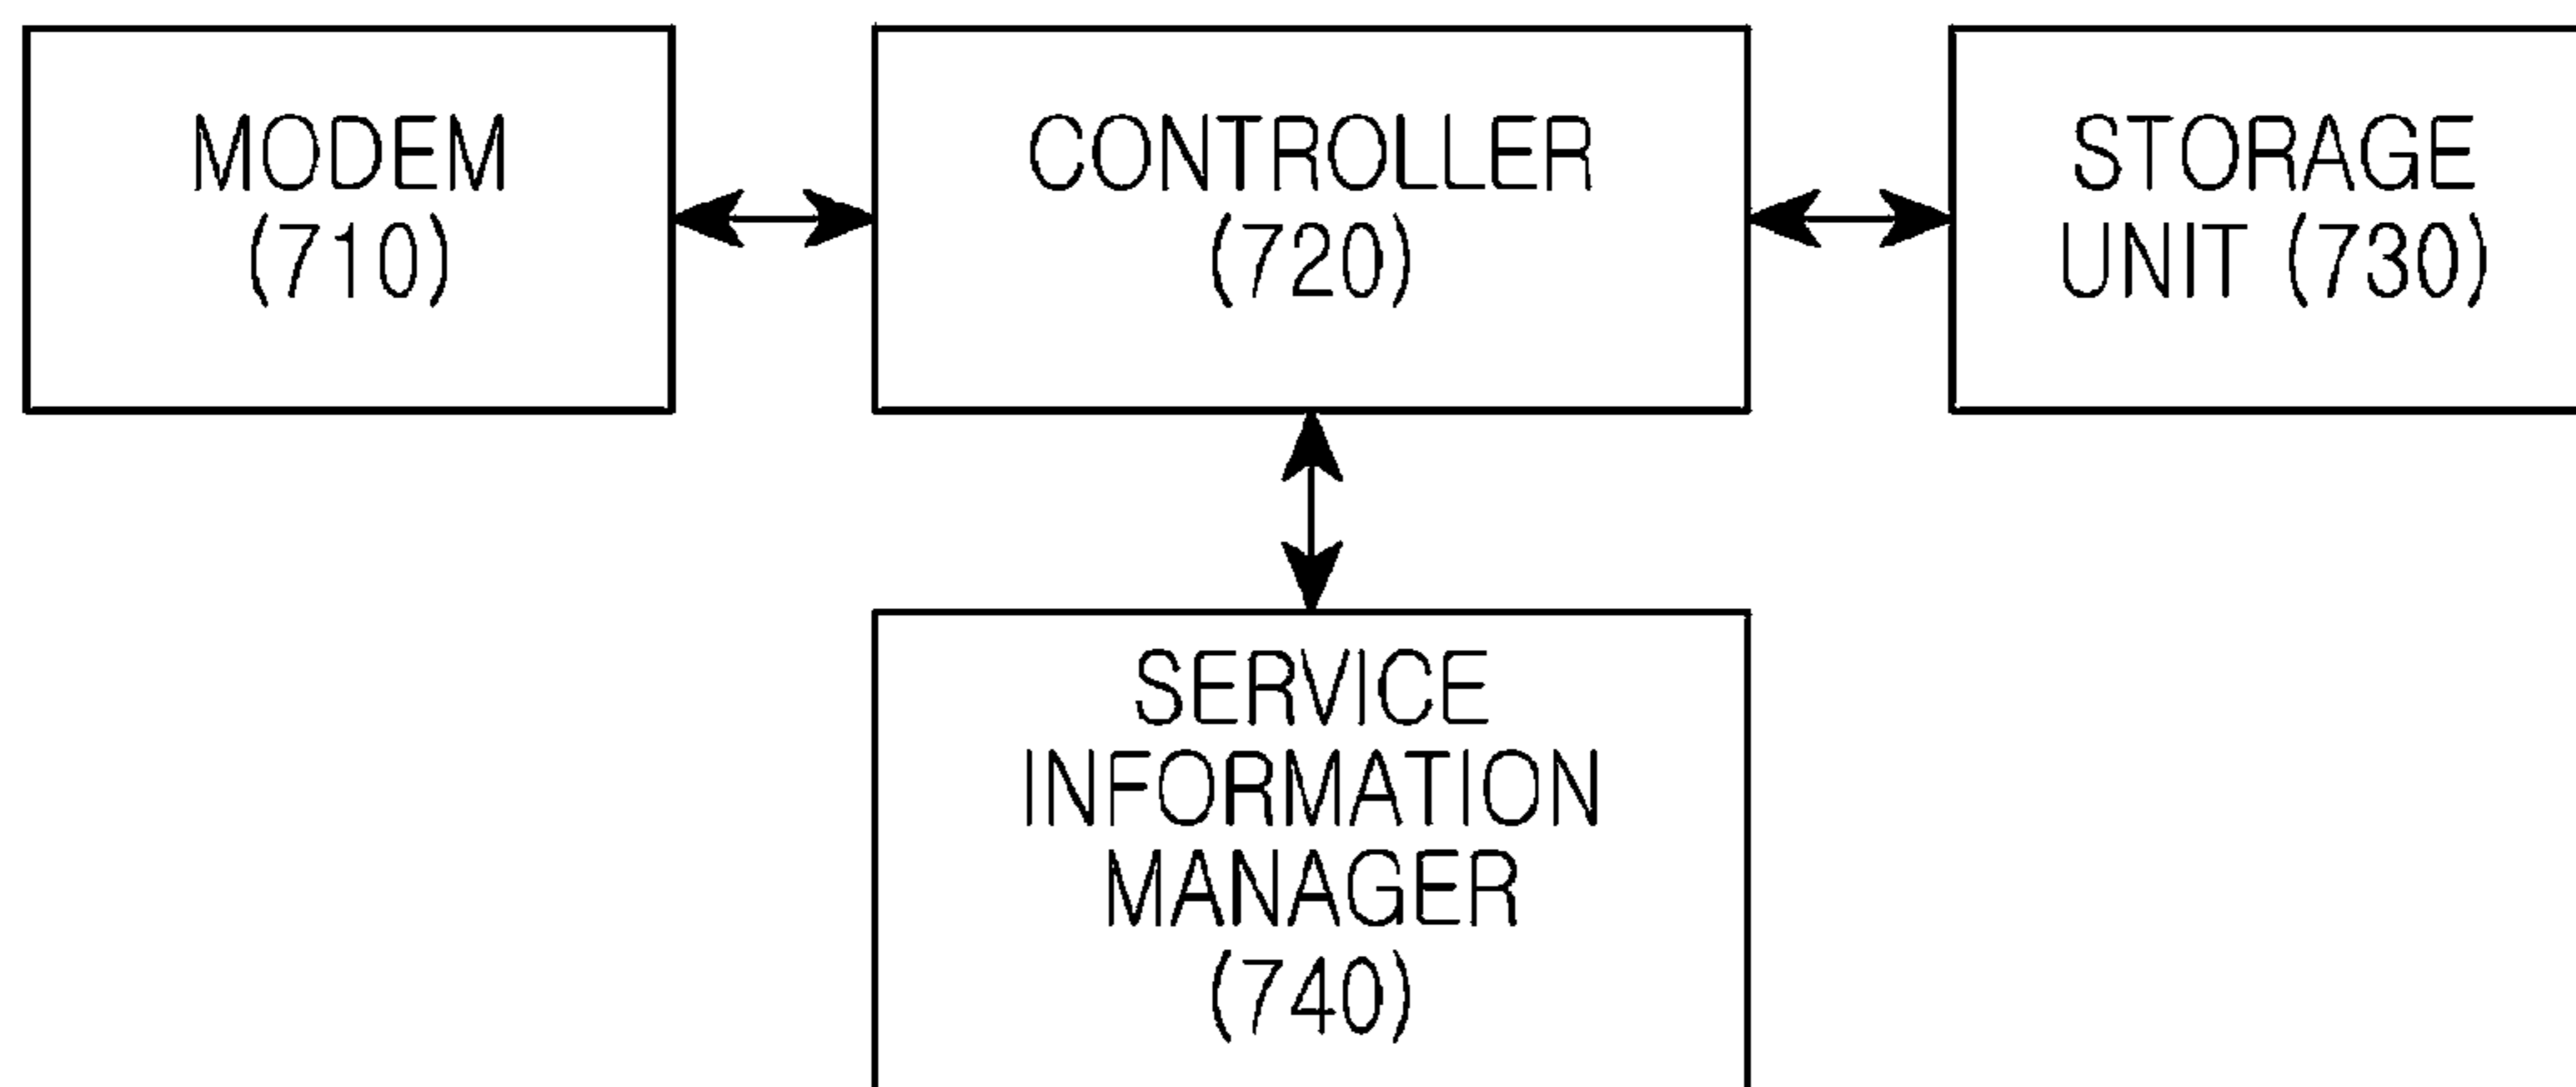 MODEM
(710)
CONTROLLER
(720)
STORAGE
UNIT (730)
SERVICE
INFORMATION
MANAGER
(740)